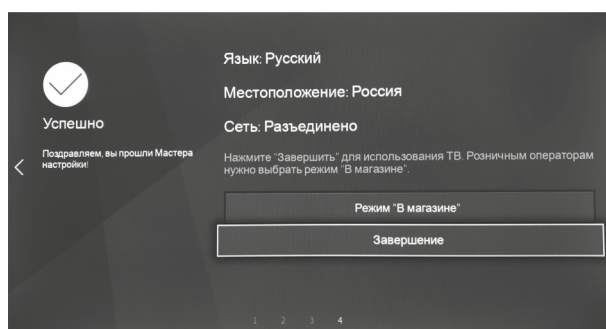 Язык: Русский
Местоположение: Россия
Успешно
Сеть: Разъединено
Поздравляем, вы прошли Мастера
настройки!
Нажмите "Завершить" для использования ТВ. Розничным операторам
нужно выбрать режим "В магазине".
Режим "В магазине"
Завершение
1 2 3 4